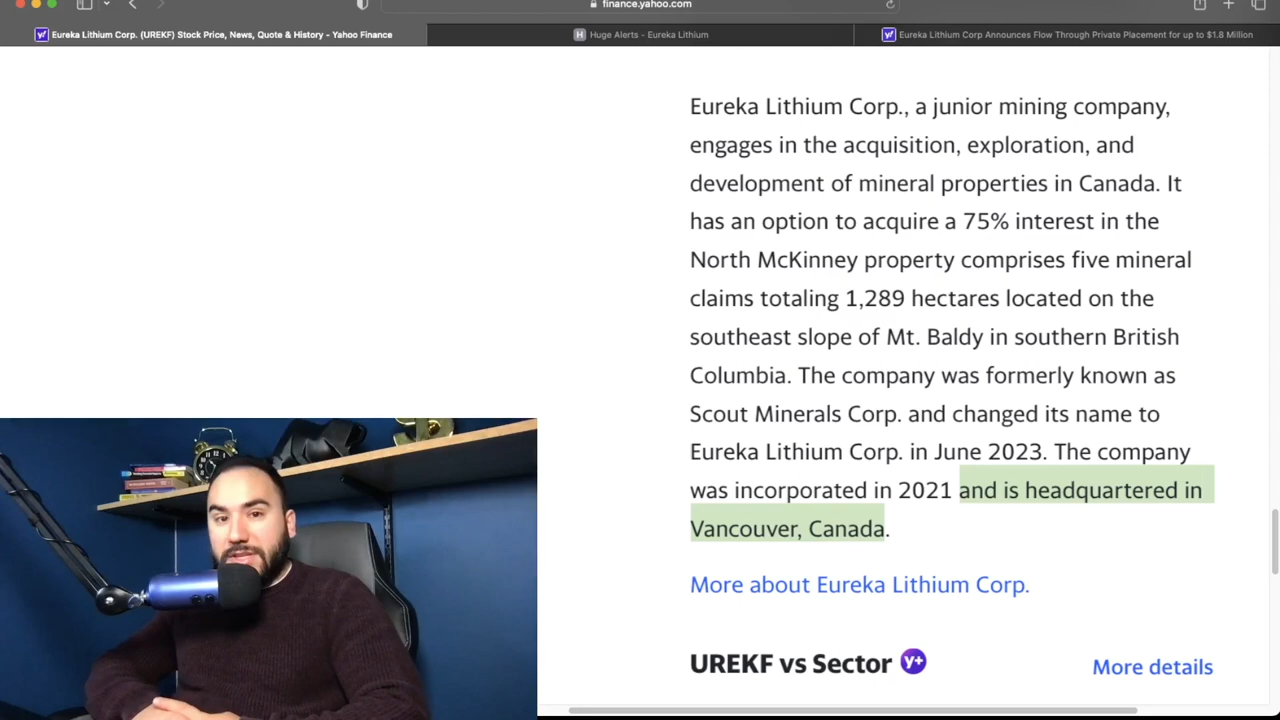 finance.yahoo.com
Eureka Lithium Corp. (UREKF) Stock Price, News, Quote & History - Yahoo Finance
Huge Alerts - Eureka Lithium
Eureka Lithium Corp Announces Flow Through Private Placement for up to $1.8 Million
Eureka Lithium Corp., a junior mining company,
engages in the acquisition, exploration, and
development of mineral properties in Canada. It
has an option to acquire a 75% interest in the
North McKinney property comprises five mineral
claims totaling 1,289 hectares located on the
southeast slope of Mt. Baldy in southern British
Columbia. The company was formerly known as
Scout Minerals Corp. and changed its name to
Eureka Lithium Corp. in June 2023. The company
was incorporated in 2021 and is headquartered in
Vancouver, Canada.
More about Eureka Lithium Corp.
UREKF vs Sector y+
More details